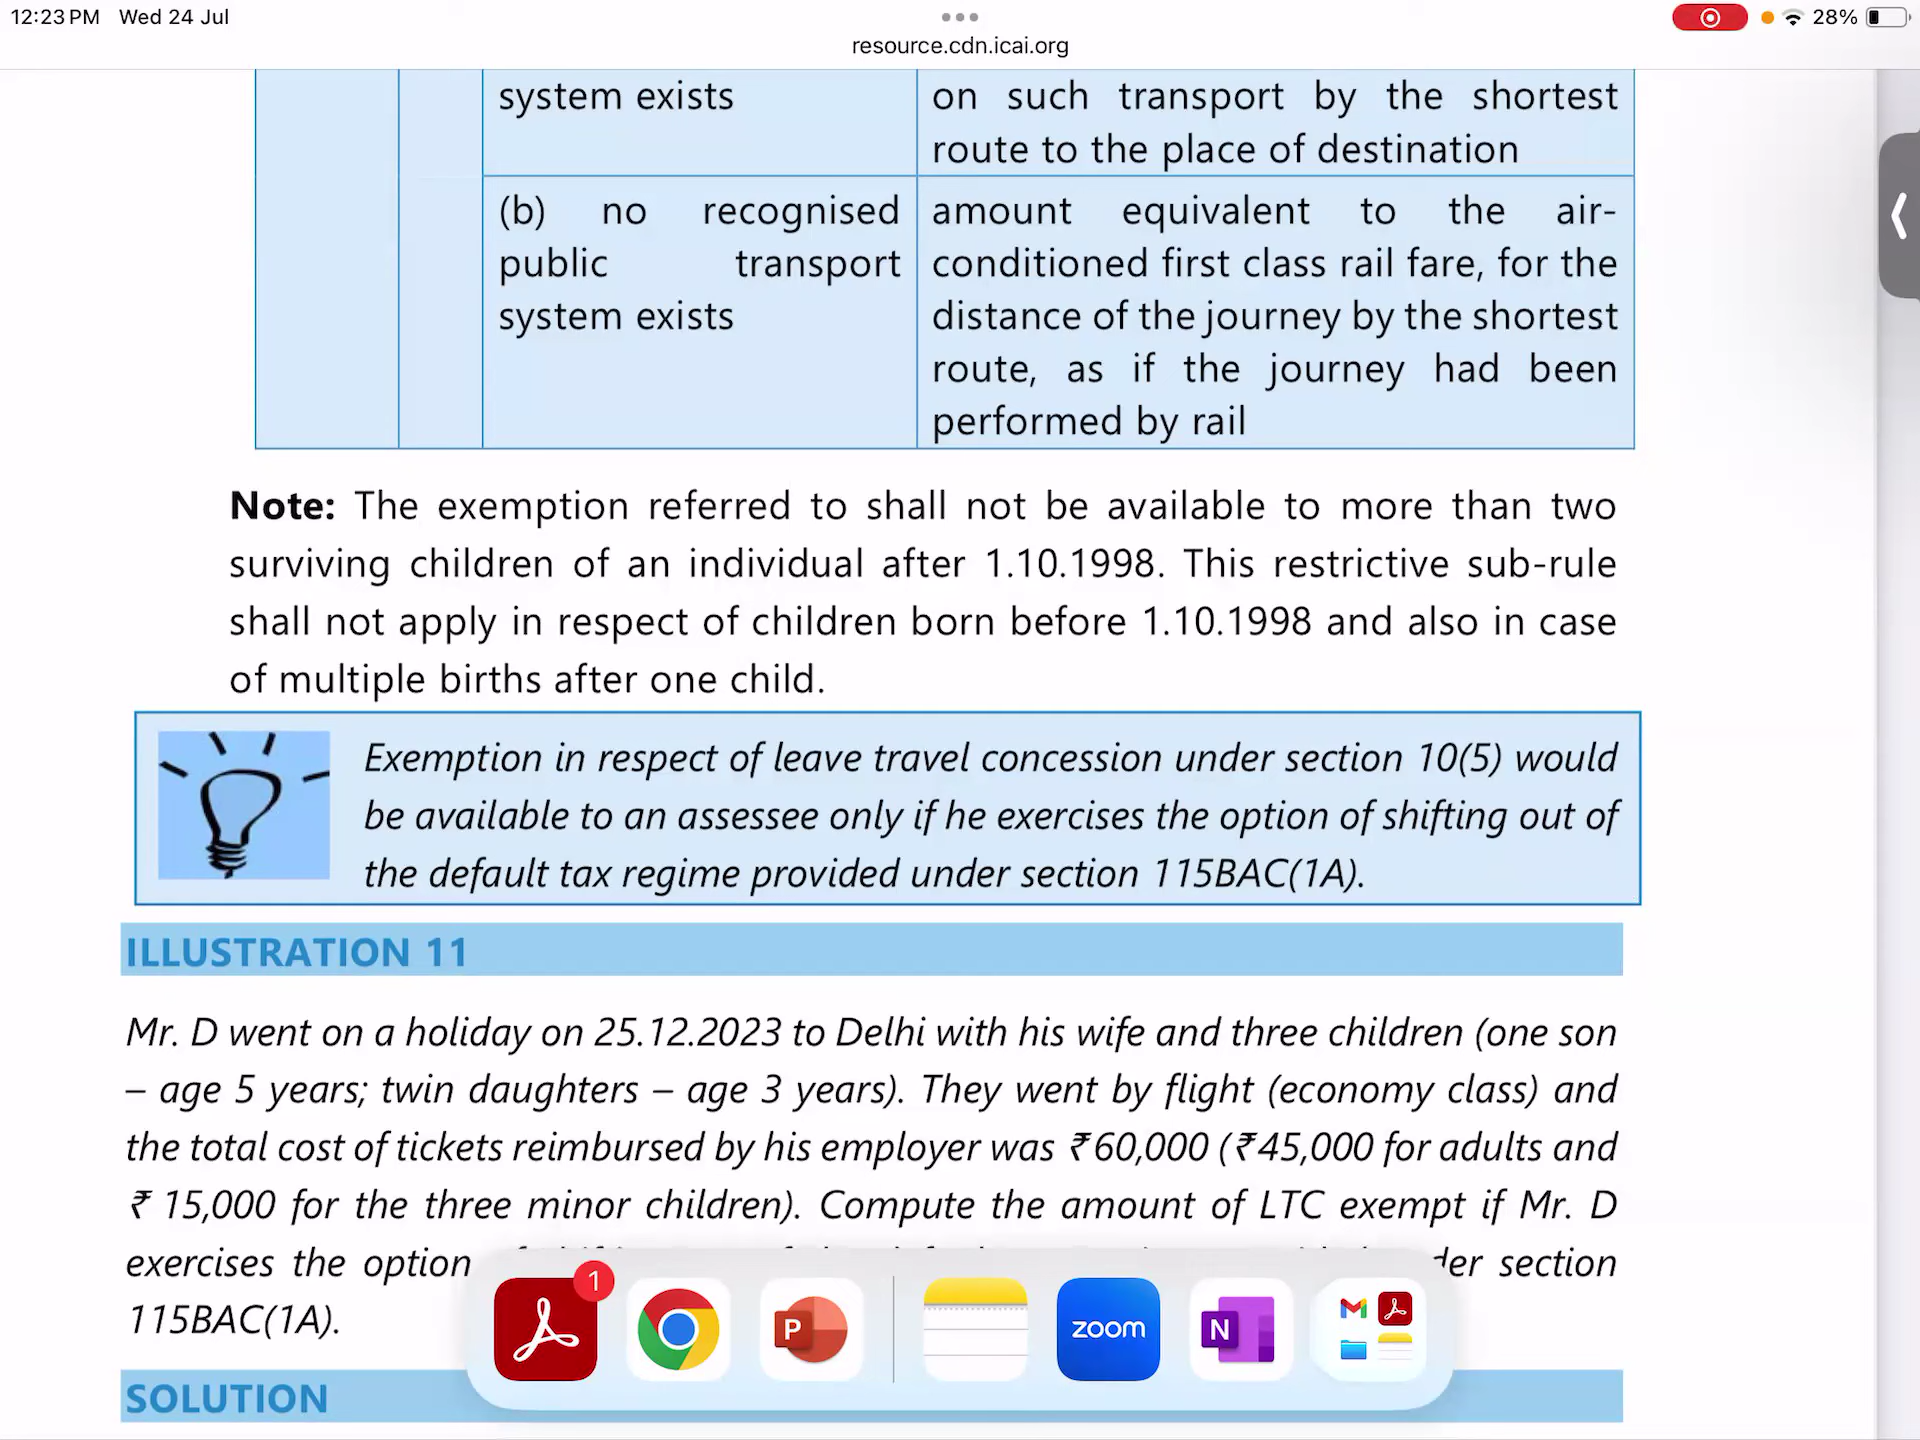 12:23 PM Wed 24 Jul
28%
resource.cdn.icai.org
system exists
on such transport by the shortest
route to the place of destination
(b) no recognised
public transport
system exists
amount equivalent to the air-
conditioned first class rail fare, for the
distance of the journey by the shortest
route, as if the journey had been
performed by rail
Note: The exemption referred to shall not be available to more than two
surviving children of an individual after 1.10.1998. This restrictive sub-rule
shall not apply in respect of children born before 1.10.1998 and also in case
of multiple births after one child.
Exemption in respect of leave travel concession under section 10(5) would
be available to an assessee only if he exercises the option of shifting out of
the default tax regime provided under section 115BAC(1A).
ILLUSTRATION 11
Mr. D went on a holiday on 25.12.2023 to Delhi with his wife and three children (one son
– age 5 years; twin daughters – age 3 years). They went by flight (economy class) and
the total cost of tickets reimbursed by his employer was ₹60,000 (₹45,000 for adults and
₹ 15,000 for the three minor children). Compute the amount of LTC exempt if Mr. D
exercises the option der section
115BAC(1A).
1
P
zoom
N
SOLUTION